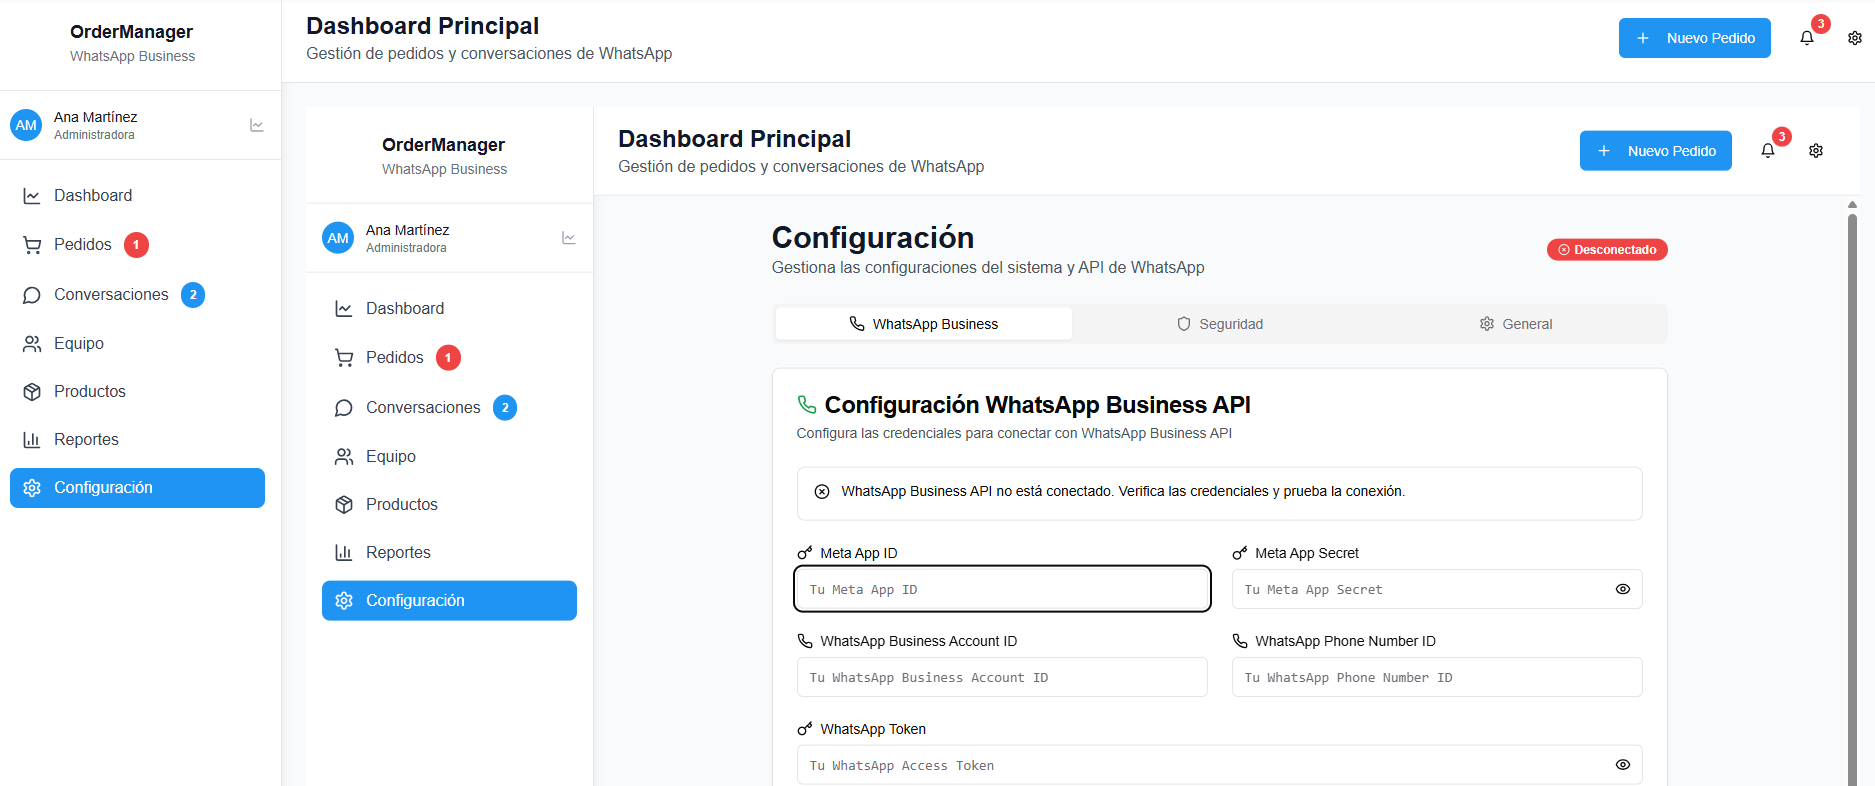 OrderManager
WhatsApp Business
Dashboard Principal
Gestión de pedidos y conversaciones de WhatsApp
Nuevo Pedido
3
AM
Ana Martínez
Administradora
Dashboard
Pedidos 1
Conversaciones 2
Equipo
Productos
Reportes
Configuración
OrderManager
WhatsApp Business
Dashboard Principal
Gestión de pedidos y conversaciones de WhatsApp
Nuevo Pedido
3
AM
Ana Martínez
Administradora
Dashboard
Pedidos 1
Conversaciones 2
Equipo
Productos
Reportes
Configuración
Configuración
Gestiona las configuraciones del sistema y API de WhatsApp
Desconectado
WhatsApp Business
Seguridad
General
Configuración WhatsApp Business API
Configura las credenciales para conectar con WhatsApp Business API
WhatsApp Business API no está conectado. Verifica las credenciales y prueba la conexión.
Meta App ID
Tu Meta App ID
Meta App Secret
Tu Meta App Secret
WhatsApp Business Account ID
Tu WhatsApp Business Account ID
WhatsApp Phone Number ID
Tu WhatsApp Phone Number ID
WhatsApp Token
Tu WhatsApp Access Token